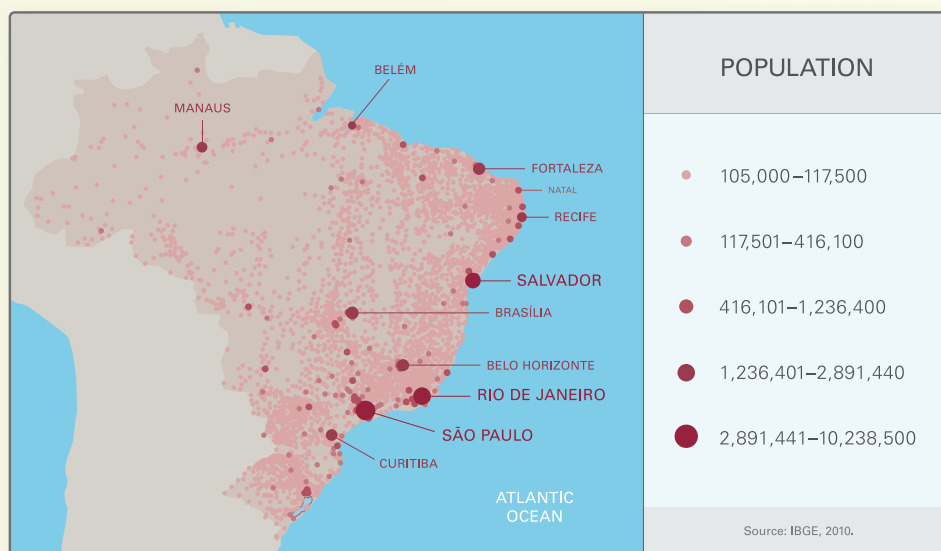 BELÉM
MANAUS
FORTALEZA
NATAL
RECIFE
SALVADOR
BRASÍLIA
BELO HORIZONTE
RIO DE JANEIRO
SÃO PAULO
CURITIBA
ATLANTIC
OCEAN
POPULATION
105,000–117,500
117,501–416,100
416,101–1,236,400
1,236,401–2,891,440
2,891,441–10,238,500
Source: IBGE, 2010.